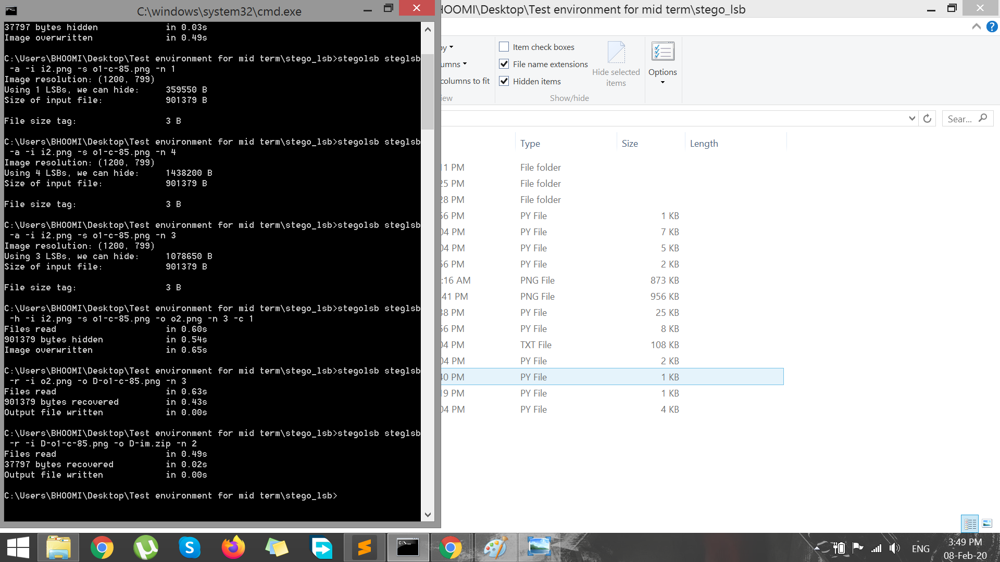 C:\windows\system32\cmd.exe
37797 bytes hidden in 0.03s
Image overwritten in 0.49s
C:\Users\BHOOMI\Desktop\Test environment for mid term\stego_lsb>stegolsb steglsb
-a -i i2.png -s o1-c-85.png -n 1
Image resolution: (1200, 799)
Using 1 LSBs, we can hide: 359550 B
Size of input file: 901379 B
File size tag: 3 B
C:\Users\BHOOMI\Desktop\Test environment for mid term\stego_lsb>stegolsb steglsb
-a -i i2.png -s o1-c-85.png -n 4
Image resolution: (1200, 799)
Using 4 LSBs, we can hide: 1438200 B
Size of input file: 901379 B
File size tag: 3 B
C:\Users\BHOOMI\Desktop\Test environment for mid term\stego_lsb>stegolsb steglsb
-a -i i2.png -s o1-c-85.png -n 3
Image resolution: (1200, 799)
Using 3 LSBs, we can hide: 1078650 B
Size of input file: 901379 B
File size tag: 3 B
C:\Users\BHOOMI\Desktop\Test environment for mid term\stego_lsb>stegolsb steglsb
-h -i i2.png -s o1-c-85.png -o o2.png -n 3 -c 1
Files read in 0.60s
901379 bytes hidden in 0.54s
Image overwritten in 0.65s
C:\Users\BHOOMI\Desktop\Test environment for mid term\stego_lsb>stegolsb steglsb
-r -i o2.png -o D-o1-c-85.png -n 3
Files read in 0.63s
901379 bytes recovered in 0.43s
Output file written in 0.00s
C:\Users\BHOOMI\Desktop\Test environment for mid term\stego_lsb>stegolsb steglsb
-r -i D-o1-c-85.png -o D-im.zip -n 2
Files read in 0.49s
37797 bytes recovered in 0.02s
Output file written in 0.00s
C:\Users\BHOOMI\Desktop\Test environment for mid term\stego_lsb>
HOOMI\Desktop\Test environment for mid term\stego_lsb
by
umns
columns to fit
iew
Item check boxes
File name extensions
Hidden items
Show/hide
Hide selected
items
Options
Sear...
Type Size Length
11 PM File folder
25 PM File folder
28 PM File folder
56 PM PY File 1 KB
04 PM PY File 7 KB
04 PM PY File 5 KB
56 PM PY File 2 KB
:16 AM PNG File 873 KB
41 PM PNG File 956 KB
38 PM PY File 25 KB
56 PM PY File 8 KB
04 PM TXT File 108 KB
04 PM PY File 2 KB
40 PM PY File 1 KB
19 PM PY File 1 KB
04 PM PY File 4 KB
ENG
3:49 PM
08-Feb-20